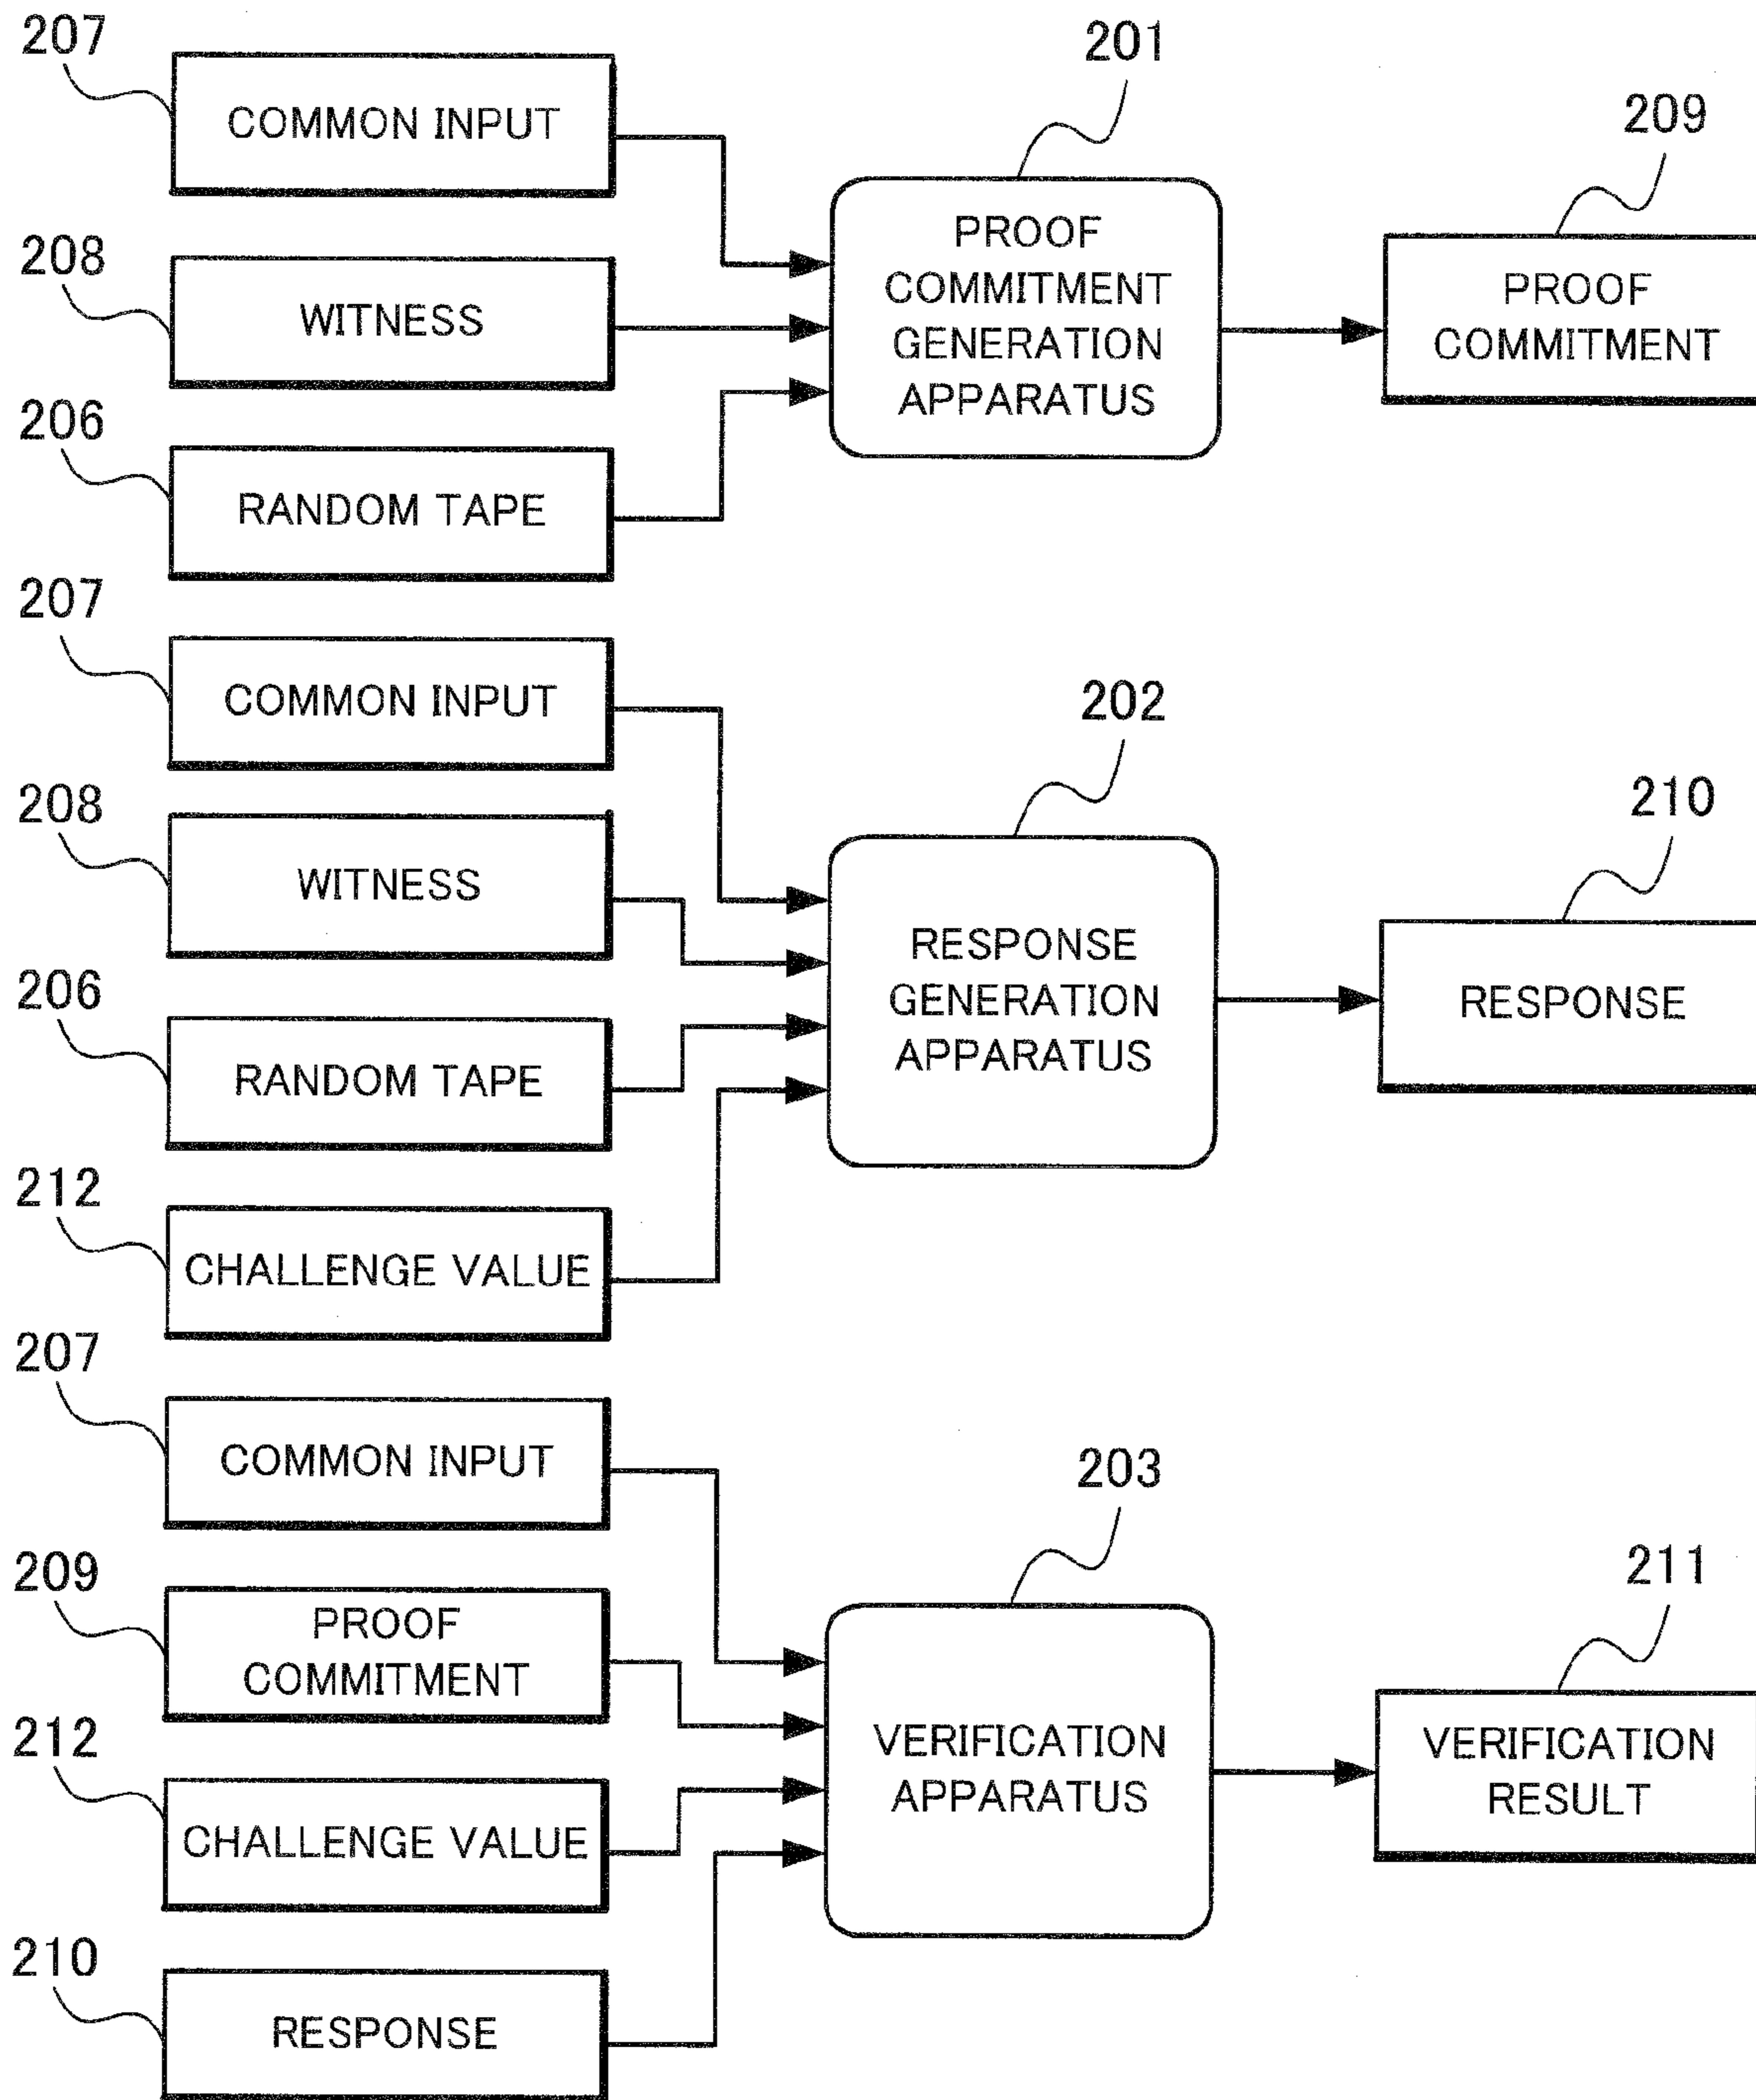 207
COMMON INPUT
201
209
PROOF
COMMITMENT
GENERATION
APPARATUS
PROOF
COMMITMENT
208
WITNESS
206
RANDOM TAPE
207
COMMON INPUT
202
210
208
WITNESS
RESPONSE
GENERATION
APPARATUS
RESPONSE
206
RANDOM TAPE
212
CHALLENGE VALUE
207
COMMON INPUT
203
211
209
PROOF
COMMITMENT
VERIFICATION
APPARATUS
VERIFICATION
RESULT
212
CHALLENGE VALUE
210
RESPONSE